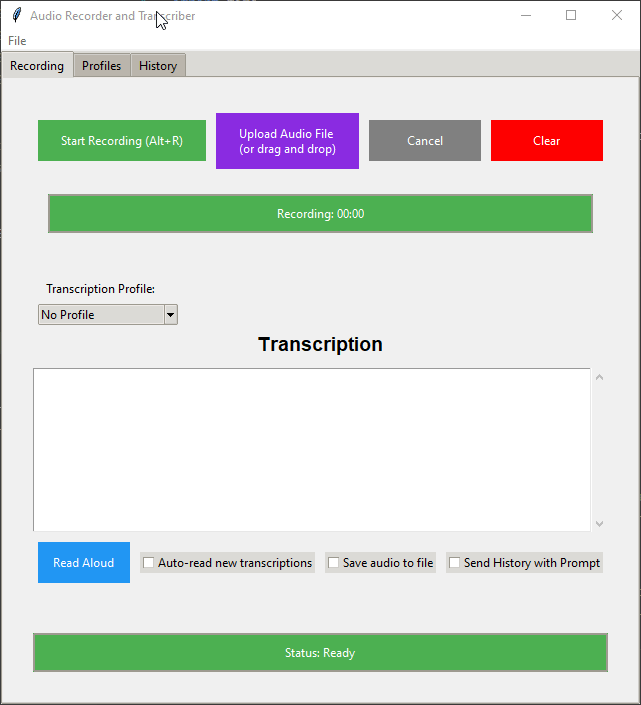 Audio Recorder and Transcriber
File
Recording Profiles History
Start Recording (Alt+R)
Upload Audio File
(or drag and drop)
Cancel
Clear
Recording: 00:00
Transcription Profile:
No Profile
Transcription
Read Aloud
Auto-read new transcriptions
Save audio to file
Send History with Prompt
Status: Ready